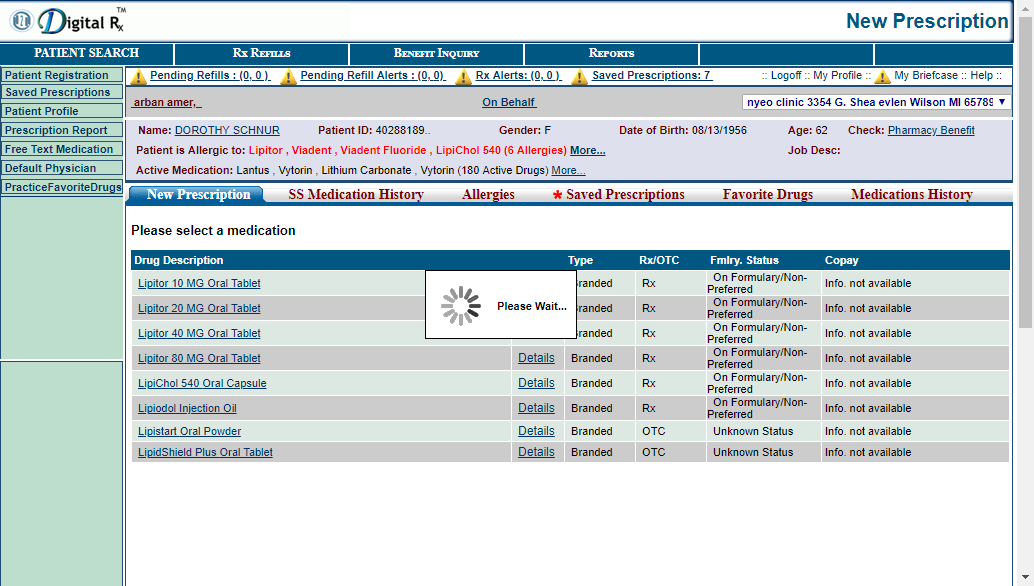 Digital Rx TM
New Prescription
PATIENT SEARCH RX REFILLS BENEFIT INQUIRY REPORTS
Patient Registration
Saved Prescriptions
Patient Profile
Prescription Report
Free Text Medication
Default Physician
PracticeFavoriteDrugs
Pending Refills : (0, 0 ) Pending Refill Alerts : (0, 0) Rx Alerts: (0, 0 ) Saved Prescriptions: 7 :: Logoff :: My Profile :: My Briefcase :: Help ::
arban amer, On Behalf nyeo clinic 3354 G. Shea evlen Wilson MI 65789
Name: DOROTHY SCHNUR Patient ID: 40288189.. Gender: F Date of Birth: 08/13/1956 Age: 62 Check: Pharmacy Benefit
Patient is Allergic to: Lipitor , Viadent , Viadent Fluoride , LipiChol 540 (6 Allergies) More... Job Desc:
Active Medication: Lantus , Vytorin , Lithium Carbonate , Vytorin (180 Active Drugs) More...
New Prescription SS Medication History Allergies * Saved Prescriptions Favorite Drugs Medications History
Please select a medication
Drug Description Type Rx/OTC Fmlry. Status Copay
Lipitor 10 MG Oral Tablet randed Rx On Formulary/Non-Preferred Info. not available
Lipitor 20 MG Oral Tablet randed Rx On Formulary/Non-Preferred Info. not available
Please Wait...
Lipitor 40 MG Oral Tablet randed Rx On Formulary/Non-Preferred Info. not available
Lipitor 80 MG Oral Tablet Details Branded Rx On Formulary/Non-Preferred Info. not available
LipiChol 540 Oral Capsule Details Branded Rx On Formulary/Non-Preferred Info. not available
Lipiodol Injection Oil Details Branded Rx On Formulary/Non-Preferred Info. not available
Lipistart Oral Powder Details Branded OTC Unknown Status Info. not available
LipidShield Plus Oral Tablet Details Branded OTC Unknown Status Info. not available